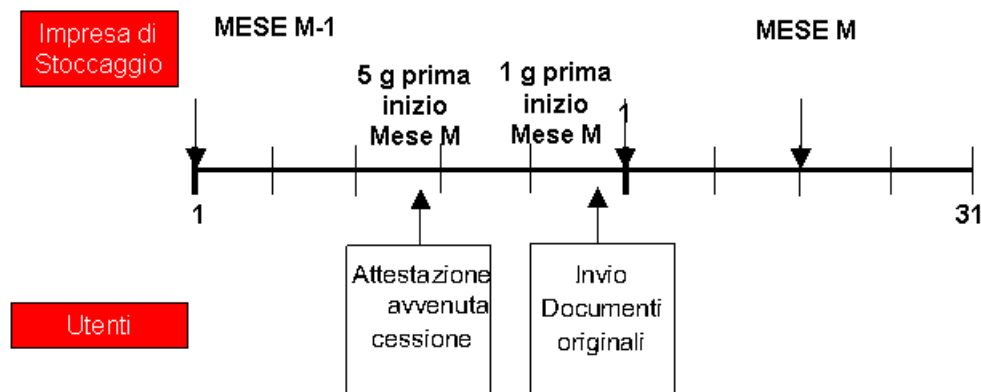 Impresa di
Stoccaggio
MESE M-1
MESE M
5 g prima
inizio
Mese M
1 g prima
inizio
Mese M
1
1
31
Attestazione
avvenuta
cessione
Invio
Documenti
originali
Utenti